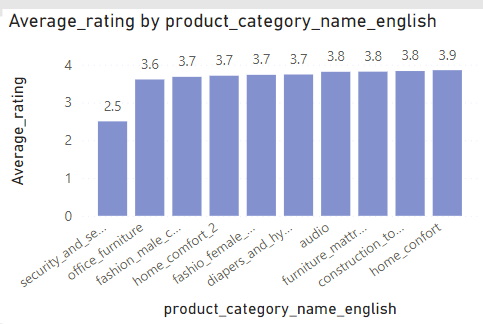 Average_rating by product_category_name_english
Average_rating
4
3
2
1
0
2.5
3.6
3.7
3.7
3.7
3.7
3.8
3.8
3.8
3.9
security_and_se...
office_furniture
fashion_male_c...
home_comfort_2
fashio_female_...
diapers_and_hy...
audio
furniture_mattr...
construction_to...
home_confort
product_category_name_english